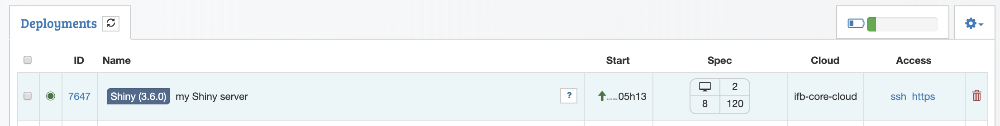 Deployments
ID Name Start Spec Cloud Access
7647 Shiny (3.6.0) my Shiny server ? 05h13 2 ifb-core-cloud ssh https
8 120